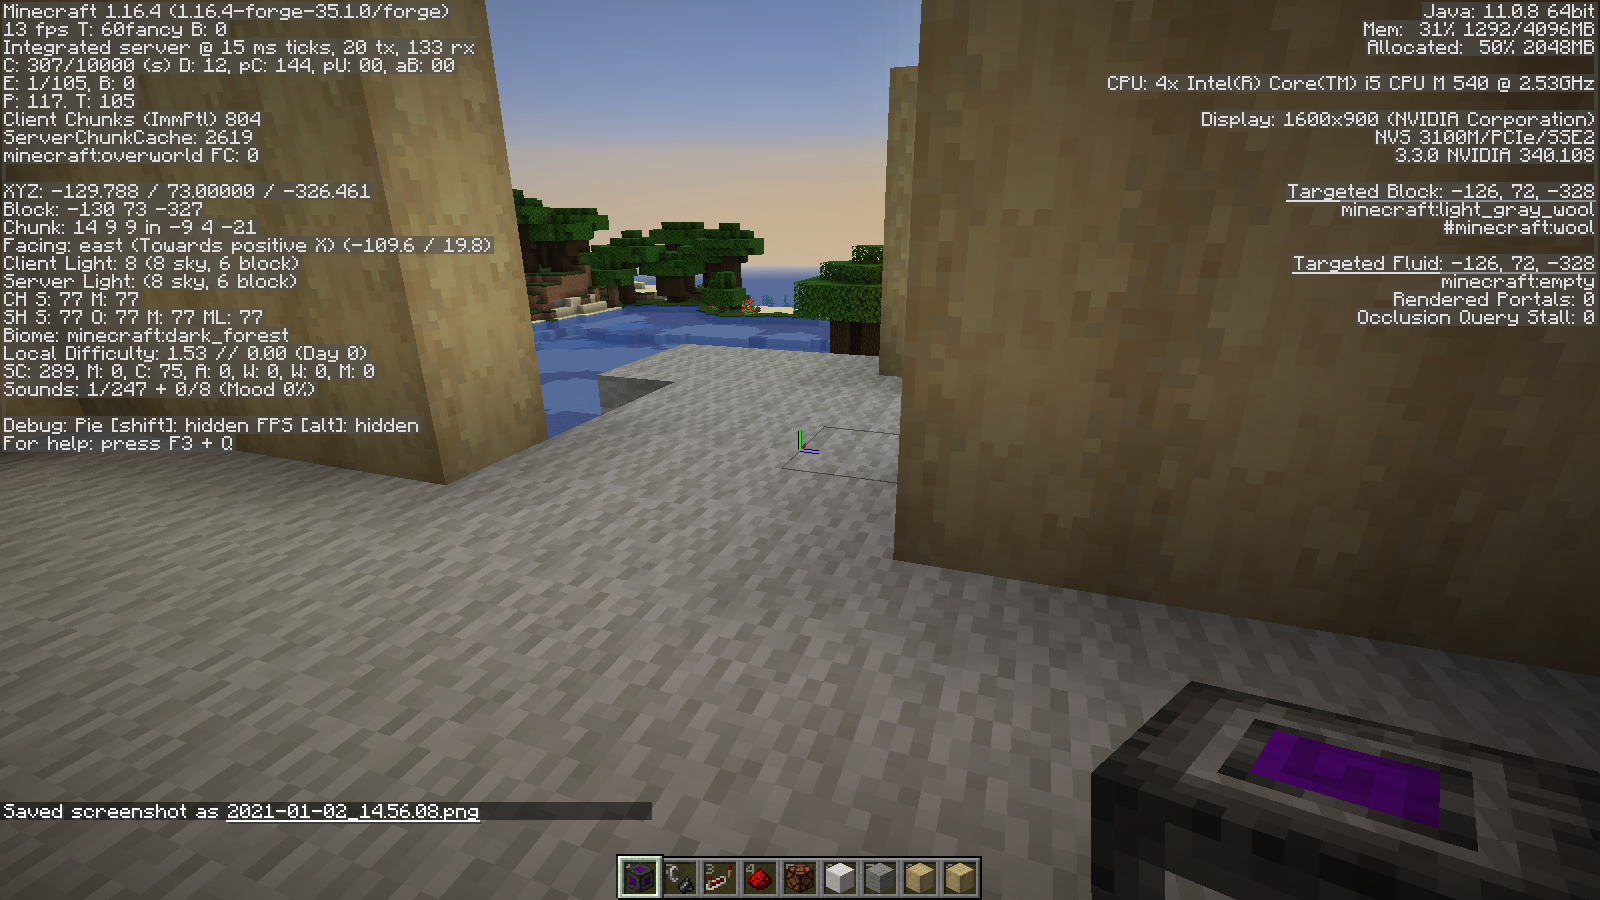 Minecraft 1.16.4 (1.16.4-forge-35.1.0/forge)
13 fps T: 60fancy B: 0
Integrated server @ 15 ms ticks, 20 tx, 133 rx
C: 307/10000 (s) D: 12, pC: 144, pU: 00, aB: 00
E: 1/105, B: 0
P: 117. T: 105
Client Chunks (ImmPtl) 804
ServerChunkCache: 2619
minecraft:overworld FC: 0
XYZ: -129.788 / 73.00000 / -326.461
Block: -130 73 -327
Chunk: 14 9 9 in -9 4 -21
Facing: east (Towards positive X) (-109.6 / 19.8)
Client Light: 8 (8 sky, 6 block)
Server Light: (8 sky, 6 block)
CH S: 77 M: 77
SH S: 77 O: 77 M: 77 ML: 77
Biome: minecraft:dark_forest
Local Difficulty: 1.53 // 0.00 (Day 0)
SC: 289, M: 0, C: 75, A: 0, W: 0, W: 0, M: 0
Sounds: 1/247 + 0/8 (Mood 0%)
Debug: Pie [shift]: hidden FPS [alt]: hidden
For help: press F3 + Q
Java: 11.0.8 64bit
Mem: 31% 1292/4096MB
Allocated: 50% 2048MB
CPU: 4x Intel(R) Core(TM) i5 CPU M 540 @ 2.53GHz
Display: 1600x900 (NVIDIA Corporation)
NVS 3100M/PCIe/SSE2
3.3.0 NVIDIA 340.108
Targeted Block: -126, 72, -328
minecraft:light_gray_wool
#minecraft:wool
Targeted Fluid: -126, 72, -328
minecraft:empty
Rendered Portals: 0
Occlusion Query Stall: 0
Saved screenshot as 2021-01-02_14.56.08.png